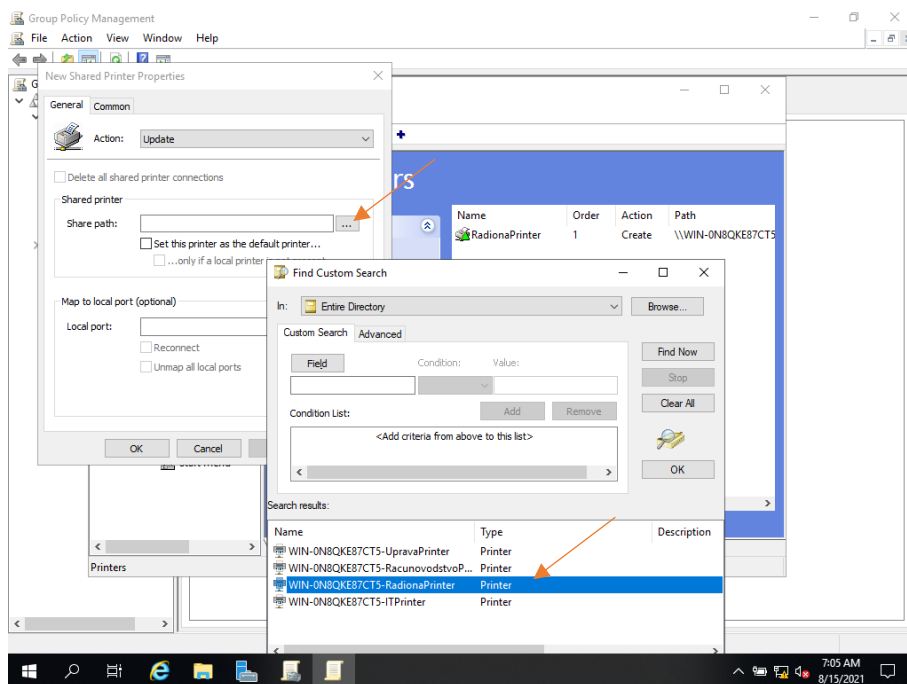 Group Policy Management
File Action View Window Help
New Shared Printer Properties
General Common
Action: Update
Delete all shared printer connections
Shared printer
Share path: ...
Set this printer as the default printer...
...only if a local printer
Map to local port (optional)
Local port:
Reconnect
Unmap all local ports
OK Cancel
Printers
rs
Name Order Action Path
RadionaPrinter 1 Create \\WIN-0N8QKE87CT5
Find Custom Search
In: Entire Directory Browse...
Custom Search Advanced
Field Condition: Value:
Find Now
Stop
Clear All
Condition List: Add Remove
<Add criteria from above to this list>
OK
Search results:
Name Type Description
WIN-0N8QKE87CT5-UpravaPrinter Printer
WIN-0N8QKE87CT5-RacunovodstvoP... Printer
WIN-0N8QKE87CT5-RadionaPrinter Printer
WIN-0N8QKE87CT5-ITPrinter Printer
7:05 AM
8/15/2021